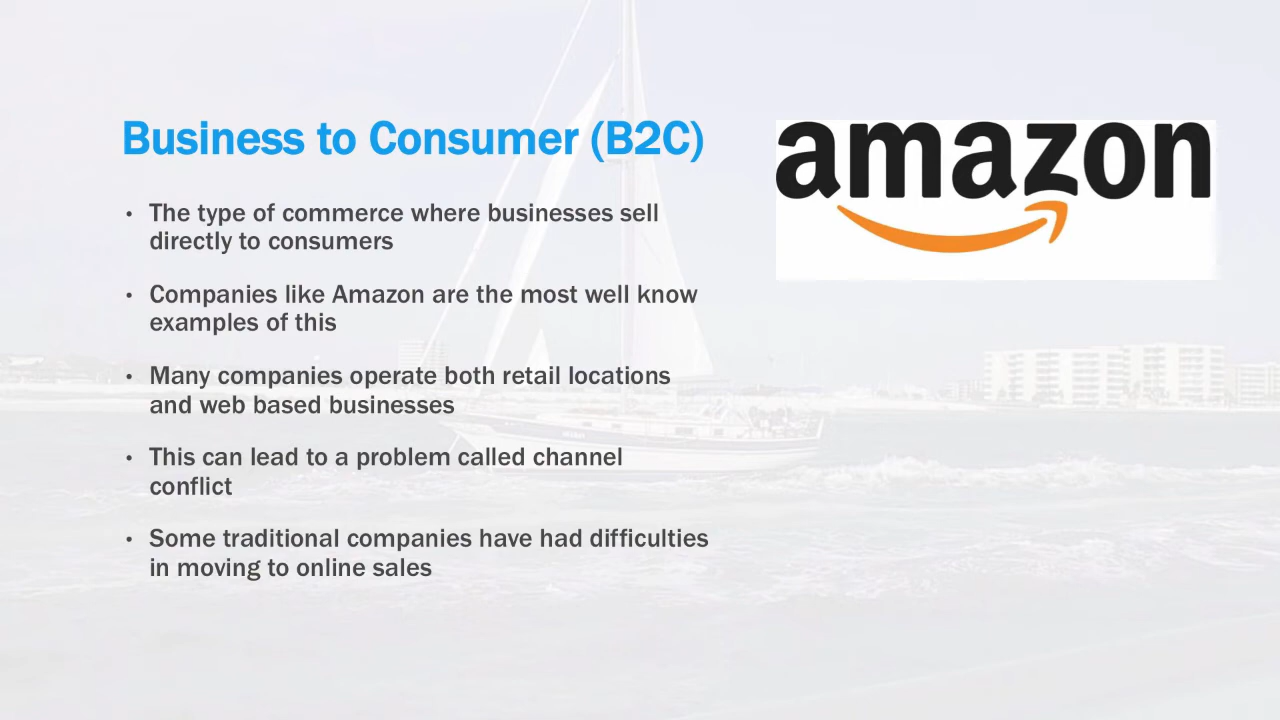 Business to Consumer (B2C)
amazon
• The type of commerce where businesses sell
directly to consumers
• Companies like Amazon are the most well know
examples of this
• Many companies operate both retail locations
and web based businesses
• This can lead to a problem called channel
conflict
• Some traditional companies have had difficulties
in moving to online sales